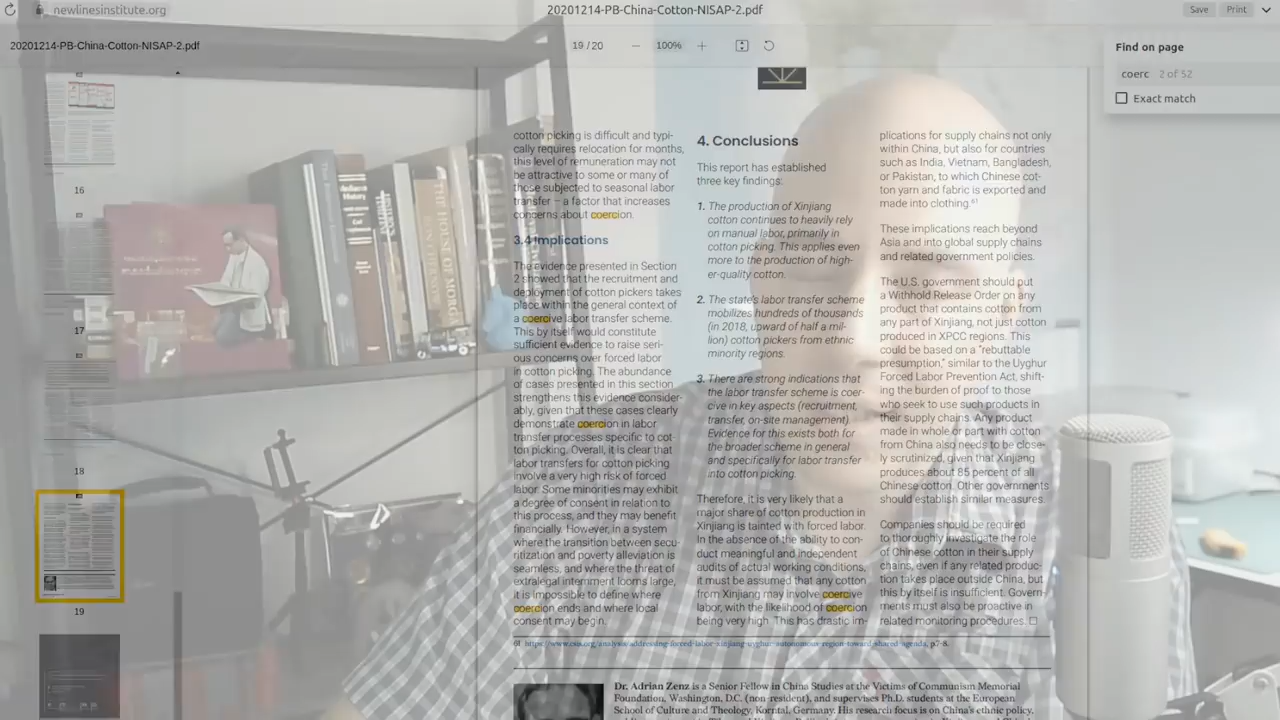 newlinesinstitute.org
20201214-PB-China-Cotton-NISAP-2.pdf
Save
Print
20201214-PB-China-Cotton-NISAP-2.pdf
19 / 20
100%
Find on page
coerc 2 of 52
Exact match
16
17
18
19
cotton picking is difficult and typi-
cally requires relocation for months,
this level of remuneration may not
be attractive to some or many of
those subjected to seasonal labor
transfer – a factor that increases
concerns about coercion.
3.4 Implications
The evidence presented in Section
2 showed that the recruitment and
deployment of cotton pickers takes
place within the general context of
a coercive labor transfer scheme.
This by itself would constitute
sufficient evidence to raise seri-
ous concerns over forced labor
in cotton picking. The abundance
of cases presented in this section
strengthens this evidence consider-
ably, given that these cases clearly
demonstrate coercion in labor
transfer processes specific to cot-
ton picking. Overall, it is clear that
labor transfers for cotton picking
involve a very high risk of forced
labor. Some minorities may exhibit
a degree of consent in relation to
this process, and they may benefit
financially. However, in a system
where the transition between secu-
ritization and poverty alleviation is
seamless, and where the threat of
extralegal internment looms large,
it is impossible to define where
coercion ends and where local
consent may begin.
4. Conclusions
This report has established
three key findings:
1. The production of Xinjiang
cotton continues to heavily rely
on manual labor, primarily in
cotton picking. This applies even
more to the production of high-
er-quality cotton.
2. The state's labor transfer scheme
mobilizes hundreds of thousands
(in 2018, upward of half a mil-
lion) cotton pickers from ethnic
minority regions.
3. There are strong indications that
the labor transfer scheme is coer-
cive in key aspects (recruitment,
transfer, on-site management).
Evidence for this exists both for
the broader scheme in general
and specifically for labor transfer
into cotton picking.
Therefore, it is very likely that a
major share of cotton production in
Xinjiang is tainted with forced labor.
In the absence of the ability to con-
duct meaningful and independent
audits of actual working conditions,
it must be assumed that any cotton
from Xinjiang may involve coercive
labor, with the likelihood of coercion
being very high. This has drastic im-
plications for supply chains not only
within China, but also for countries
such as India, Vietnam, Bangladesh,
or Pakistan, to which Chinese cot-
ton yarn and fabric is exported and
made into clothing.61
These implications reach beyond
Asia and into global supply chains
and related government policies.
The U.S. government should put
a Withhold Release Order on any
product that contains cotton from
any part of Xinjiang, not just cotton
produced in XPCC regions. This
could be based on a "rebuttable
presumption," similar to the Uyghur
Forced Labor Prevention Act, shift-
ing the burden of proof to those
who seek to use such products in
their supply chains. Any product
made in whole or part with cotton
from China also needs to be close-
ly scrutinized, given that Xinjiang
produces about 85 percent of all
Chinese cotton. Other governments
should establish similar measures.
Companies should be required
to thoroughly investigate the role
of Chinese cotton in their supply
chains, even if any related produc-
tion takes place outside China, but
this by itself is insufficient. Govern-
ments must also be proactive in
related monitoring procedures. □
61 https://www.csis.org/analysis/addressing-forced-labor-xinjiang-uyghur-autonomous-region-toward-shared-agenda, p.7-8.
Dr. Adrian Zenz is a Senior Fellow in China Studies at the Victims of Communism Memorial
Foundation, Washington, D.C. (non-resident), and supervises Ph.D. students at the European
School of Culture and Theology, Korntal, Germany. His research focus is on China's ethnic policy,
THE HOUSE OF MORGAN